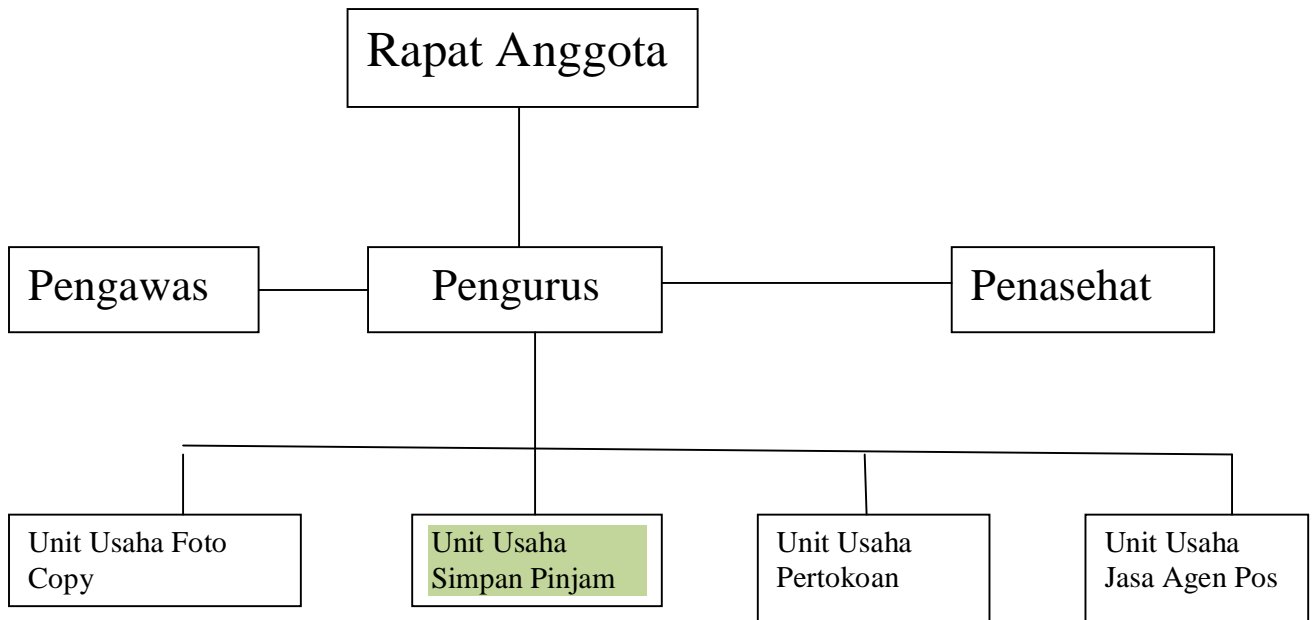 Rapat Anggota
Pengawas
Pengurus
Penasehat
Unit Usaha Foto
Copy
Unit Usaha
Simpan Pinjam
Unit Usaha
Pertokoan
Unit Usaha
Jasa Agen Pos